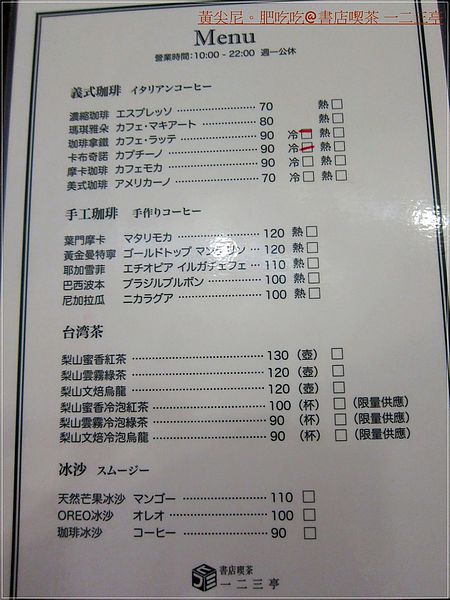 黃尖尼。肥吃吃@書店喫茶 一二三亭
Menu
營業時間:10:00 - 22:00 週一公休
義式咖啡 イタリアンコーヒー
濃縮咖啡 エスプレッソ 70 熱□
瑪琪雅朵 カフェ・マキアート 80 熱□
咖啡拿鐵 カフェ・ラッテ 90 冷□ 熱□
卡布奇諾 カプチーノ 90 冷□ 熱□
摩卡咖啡 カフェモカ 90 冷□ 熱□
美式咖啡 アメリカーノ 70 冷□ 熱□
手工咖啡 手作りコーヒー
葉門摩卡 マタリモカ 120 熱□
黃金曼特寧 ゴールドトップ マンデリン 120 熱□
耶加雪菲 エチオピア イルガチェフェ 110 熱□
巴西波本 ブラジルブルボン 100 熱□
尼加拉瓜 ニカラグア 100 熱□
台湾茶
梨山蜜香紅茶 130 (壺) □
梨山雲霧綠茶 120 (壺) □
梨山文焙烏龍 120 (壺) □
梨山蜜香冷泡紅茶 100 (杯) □ (限量供應)
梨山雲霧冷泡綠茶 90 (杯) □ (限量供應)
梨山文焙冷泡烏龍 90 (杯) □ (限量供應)
冰沙 スムージー
天然芒果冰沙 マンゴー 110 □
OREO冰沙 オレオ 100 □
咖啡冰沙 コーヒー 90 □
書店喫茶
一二三亭